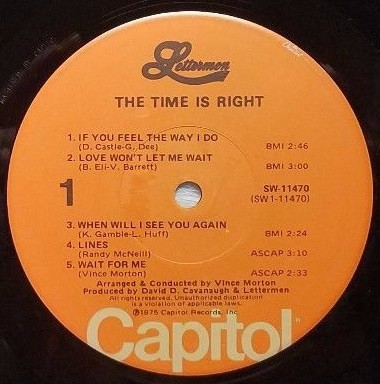 Lettermen
THE TIME IS RIGHT
1. IF YOU FEEL THE WAY I DO
(D. Castle-G. Dee) BMI 2:46
2. LOVE WON'T LET ME WAIT
(B. Eli-V. Barrett) BMI 3:00
1 SW-11470
(SW1-11470)
3. WHEN WILL I SEE YOU AGAIN
(K. Gamble-L. Huff) BMI 2:24
4. LINES
(Randy McNeill) ASCAP 3:10
5. WAIT FOR ME
(Vince Morton) ASCAP 2:33
Arranged & Conducted by Vince Morton
Produced by David D. Cavanaugh & Lettermen
All rights reserved. Unauthorized duplication
is a violation of applicable laws.
℗1975 Capitol Records, Inc.
Capitol